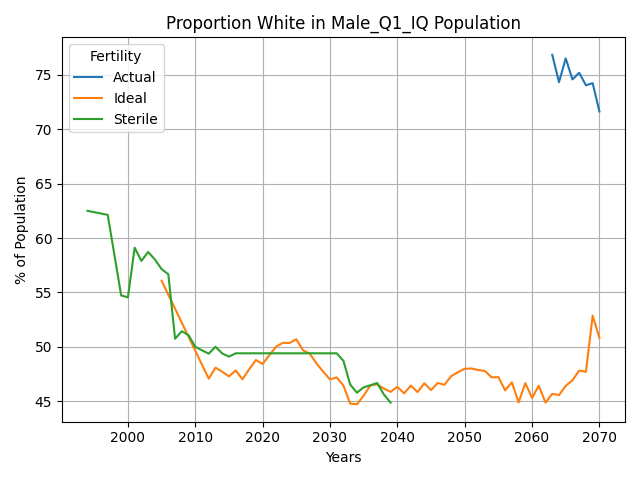 Proportion White in Male_Q1_IQ Population
Fertility
Actual
Ideal
Sterile
% of Population
75
70
65
60
55
50
45
2000
2010
2020
2030
2040
2050
2060
2070
Years